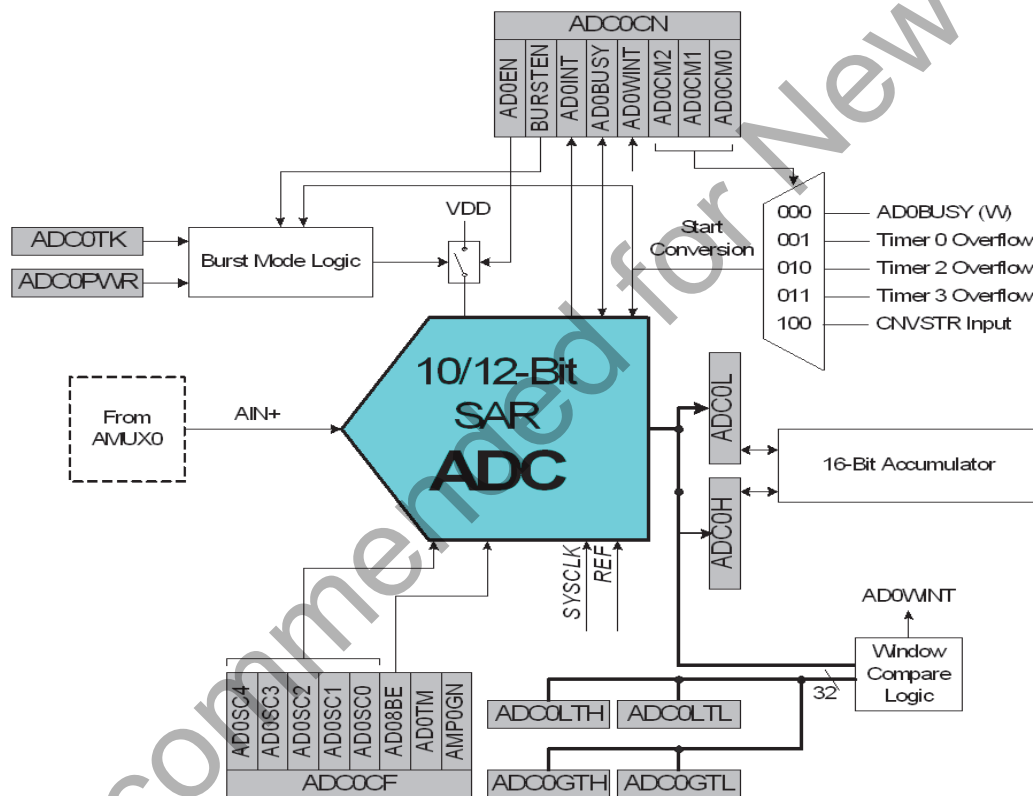 ADC0CN
AD0EN
BURSTEN
AD0INT
AD0BUSY
AD0WINT
AD0CM2
AD0CM1
AD0CM0
VDD
Start
Conversion
000
001
010
011
100
AD0BUSY (W)
Timer 0 Overflow
Timer 2 Overflow
Timer 3 Overflow
CNVSTR Input
ADC0TK
ADC0PWR
Burst Mode Logic
From
AMUX0
AIN+
10/12-Bit
SAR
ADC
ADC0L
ADC0H
16-Bit Accumulator
SYSCLK
REF
AD0WINT
Window
Compare
Logic
32
AD0SC4
AD0SC3
AD0SC2
AD0SC1
AD0SC0
AD08BE
AD0TM
AMP0GN
ADC0CF
ADC0LTH
ADC0LTL
ADC0GTH
ADC0GTL
commended for New